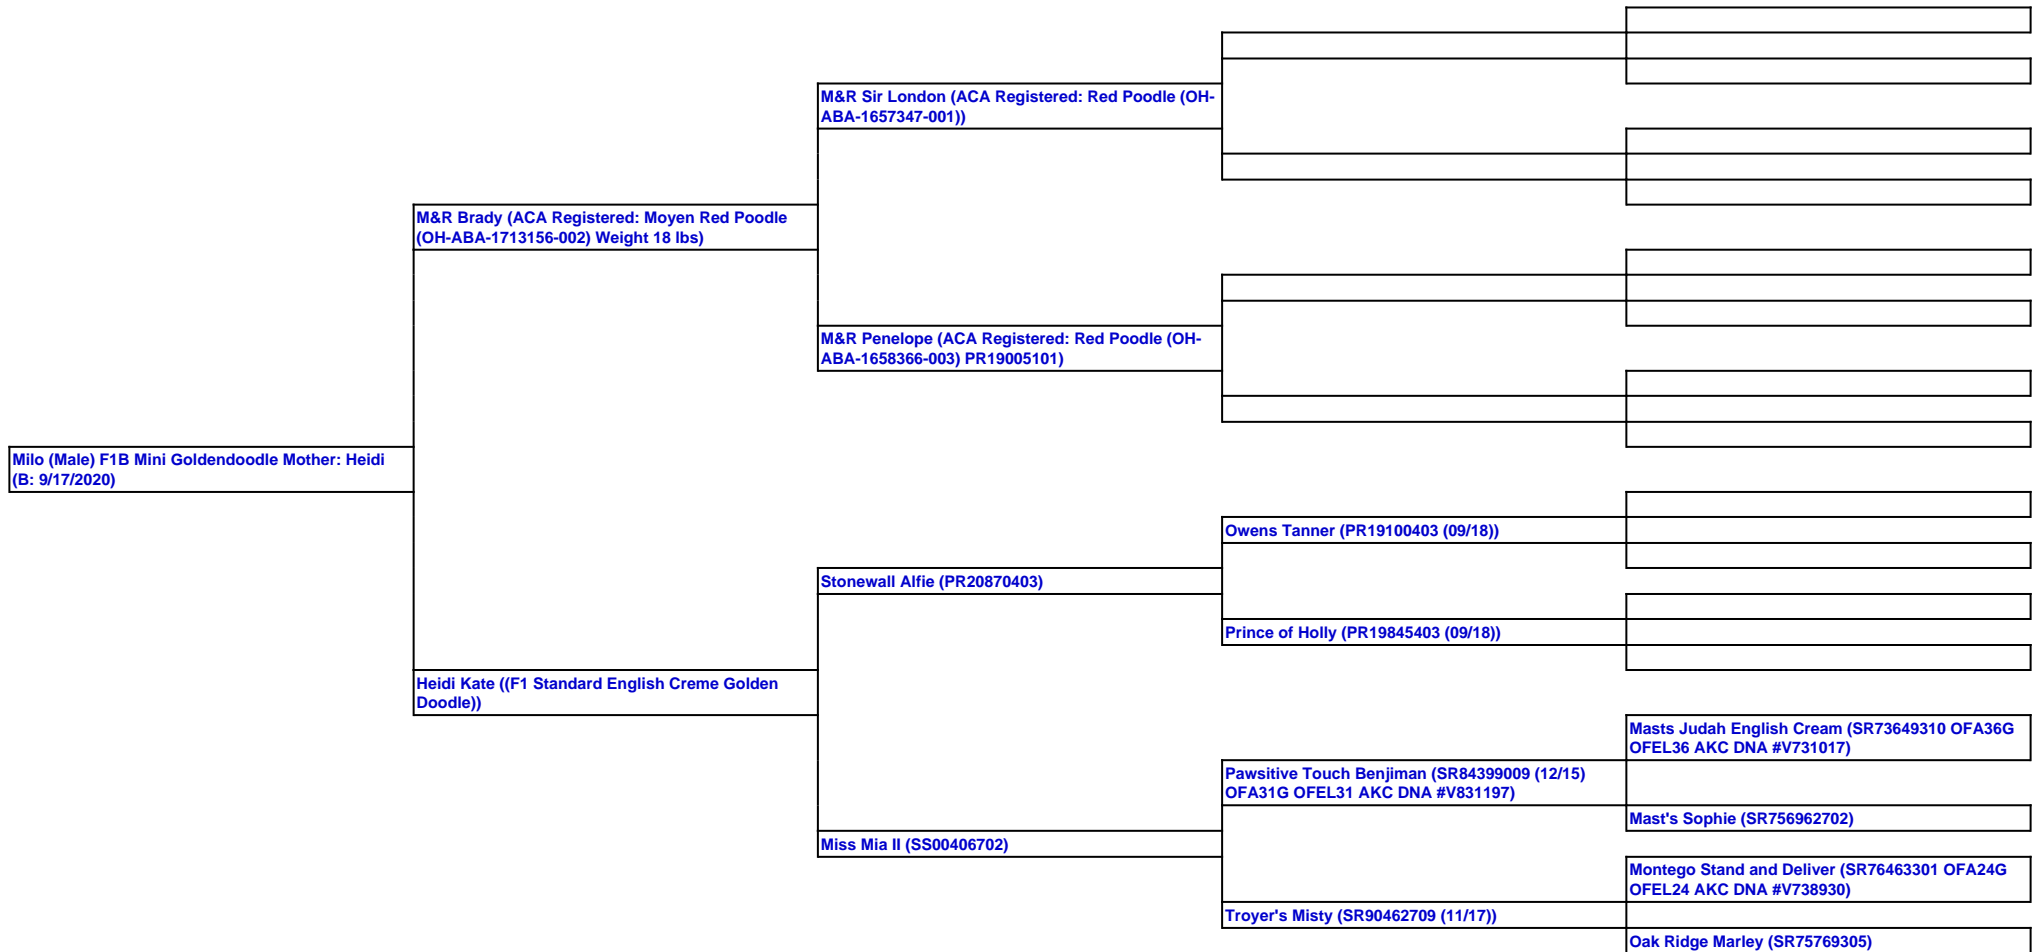 M&R Sir London (ACA Registered: Red Poodle (OH-
ABA-1657347-001))
M&R Brady (ACA Registered: Moyen Red Poodle
(OH-ABA-1713156-002) Weight 18 lbs)
M&R Penelope (ACA Registered: Red Poodle (OH-
ABA-1658366-003) PR19005101)
Milo (Male) F1B Mini Goldendoodle Mother: Heidi
(B: 9/17/2020)
Owens Tanner (PR19100403 (09/18))
Stonewall Alfie (PR20870403)
Prince of Holly (PR19845403 (09/18))
Heidi Kate ((F1 Standard English Creme Golden
Doodle))
Masts Judah English Cream (SR73649310 OFA36G
OFEL36 AKC DNA #V731017)
Pawsitive Touch Benjiman (SR84399009 (12/15)
OFA31G OFEL31 AKC DNA #V831197)
Mast's Sophie (SR756962702)
Miss Mia II (SS00406702)
Montego Stand and Deliver (SR76463301 OFA24G
OFEL24 AKC DNA #V738930)
Troyer's Misty (SR90462709 (11/17))
Oak Ridge Marley (SR75769305)